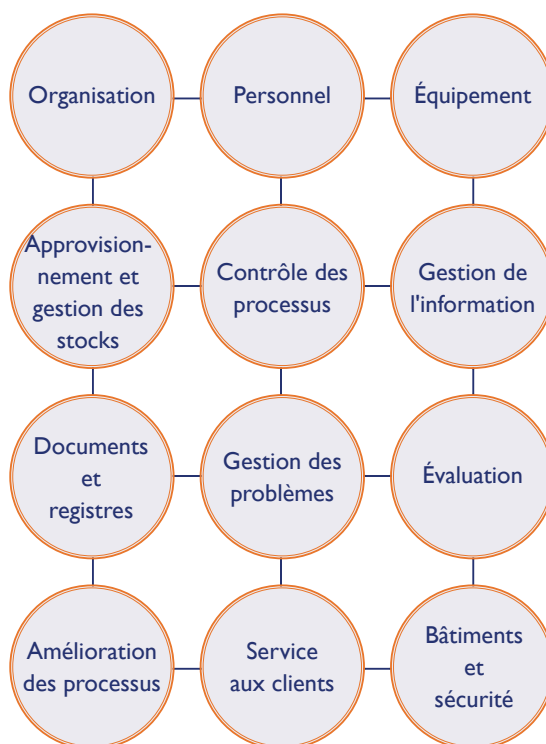 Organisation
Personnel
Équipement
Approvision-
nement et
gestion des
stocks
Contrôle des
processus
Gestion de
l'information
Documents
et
registres
Gestion des
problèmes
Évaluation
Amélioration
des processus
Service
aux clients
Bâtiments
et
sécurité